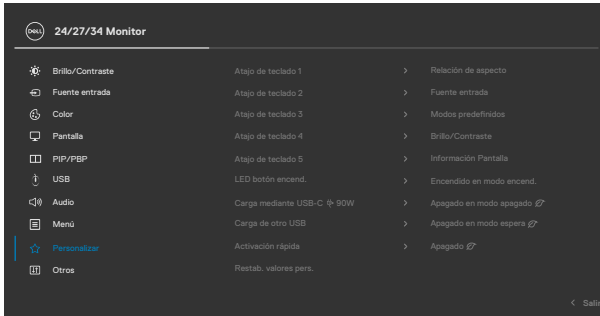 DELL 24/27/34 Monitor
Brillo/Contraste Atajo de teclado 1 > Relación de aspecto
Fuente entrada Atajo de teclado 2 > Fuente entrada
Color Atajo de teclado 3 > Modos predefinidos
Pantalla Atajo de teclado 4 > Brillo/Contraste
PIP/PBP Atajo de teclado 5 > Información Pantalla
USB LED botón encend. > Encendido en modo encend.
Audio Carga mediante USB-C 90W > Apagado en modo apagado
Menú Carga de otro USB > Apagado en modo espera
Personalizar Activación rápida > Apagado
Otros Restab. valores pers.
< Salir